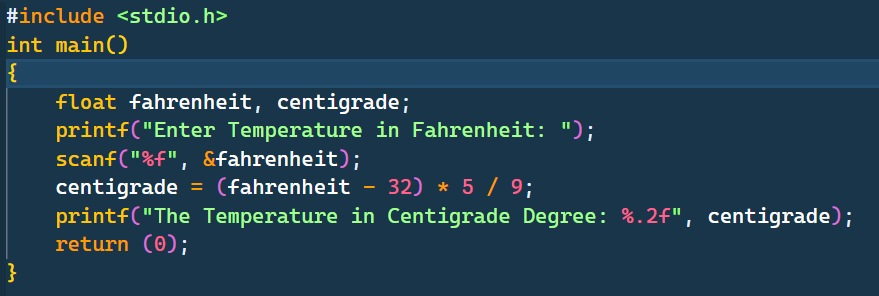 #include <stdio.h>
int main()
{
    float fahrenheit, centigrade;
    printf("Enter Temperature in Fahrenheit: ");
    scanf("%f", &fahrenheit);
    centigrade = (fahrenheit - 32) * 5 / 9;
    printf("The Temperature in Centigrade Degree: %.2f", centigrade);
    return (0);
}